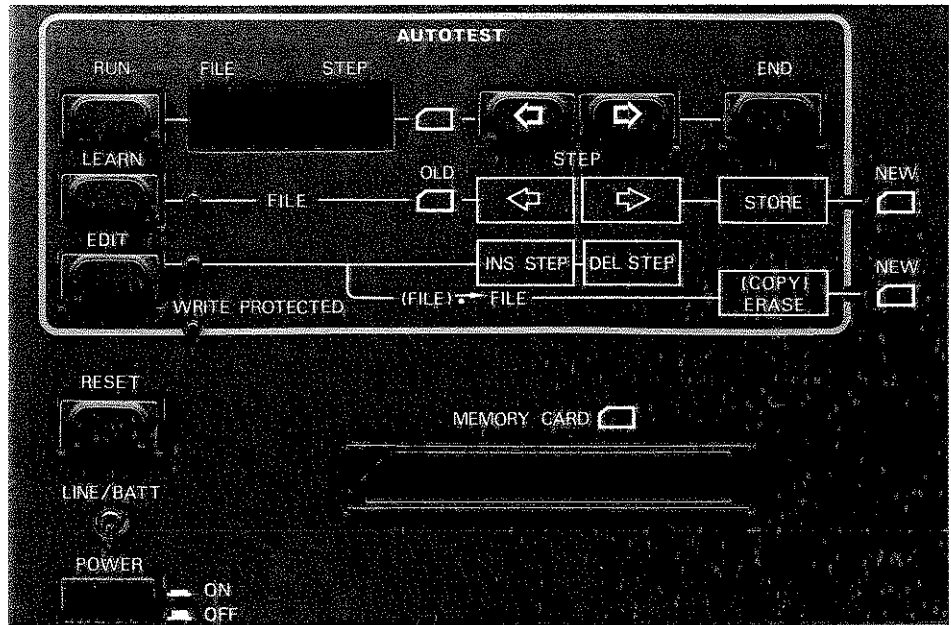 AUTOTEST
RUN FILE STEP END
LEARN STEP
OLD NEW
FILE STORE
EDIT
INS STEP DEL STEP NEW
(COPY)
WRITE PROTECTED (FILE) FILE ERASE
RESET
MEMORY CARD
LINE/BATT
POWER
ON
OFF